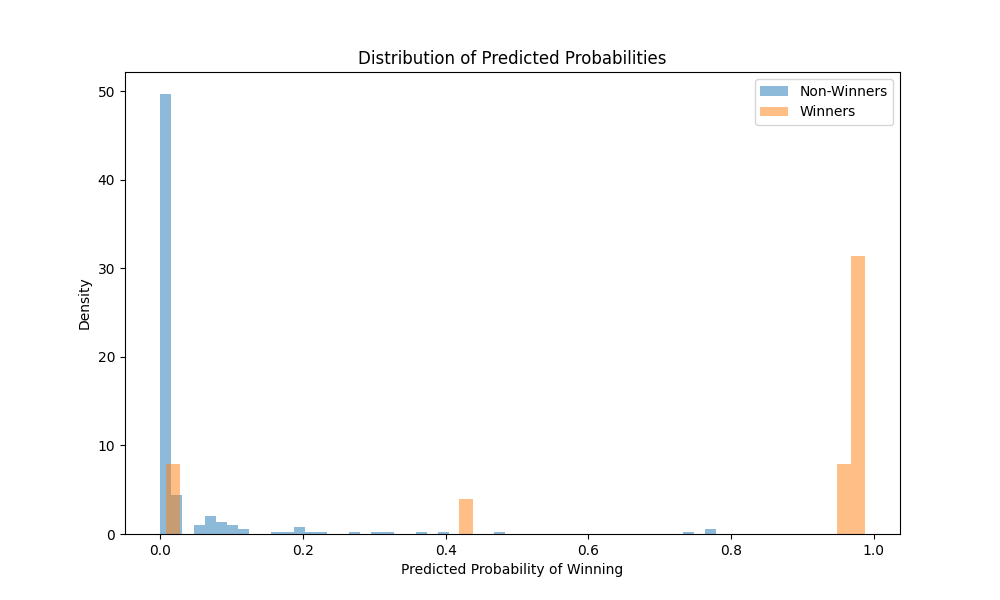 Distribution of Predicted Probabilities
Non-Winners
Winners
50
40
30
20
10
0
Density
0.0 0.2 0.4 0.6 0.8 1.0
Predicted Probability of Winning